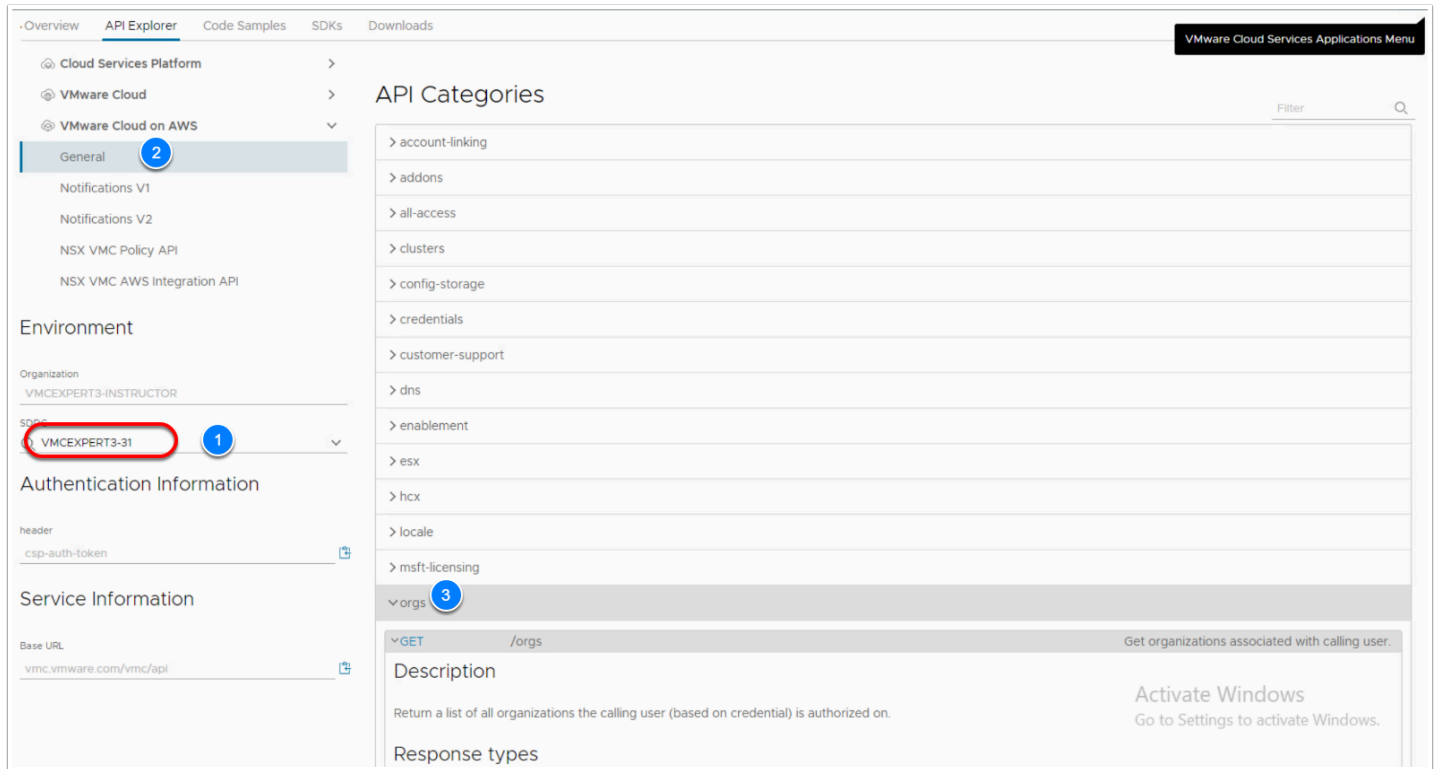 Overview API Explorer Code Samples SDKs Downloads
VMware Cloud Services Applications Menu
Cloud Services Platform
VMware Cloud
VMware Cloud on AWS
General 2
Notifications V1
Notifications V2
NSX VMC Policy API
NSX VMC AWS Integration API
Environment
Organization
VMCEXPERT3-INSTRUCTOR
SDDC
VMCEXPERT3-31 1
Authentication Information
header
csp-auth-token
Service Information
Base URL
vmc.vmware.com/vmc/api
API Categories
Filter
account-linking
addons
all-access
clusters
config-storage
credentials
customer-support
dns
enablement
esx
hcx
locale
msft-licensing
orgs 3
GET /orgs Get organizations associated with calling user.
Description
Return a list of all organizations the calling user (based on credential) is authorized on.
Response types
Activate Windows
Go to Settings to activate Windows.